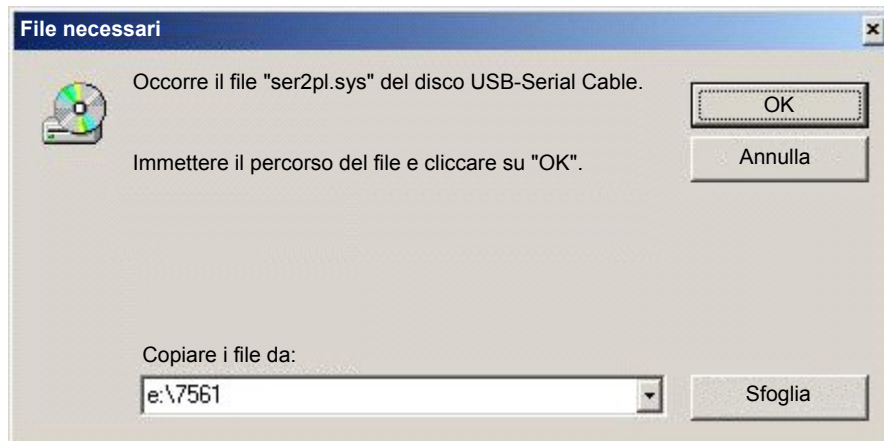 File necessari
Occorre il file "ser2pl.sys" del disco USB-Serial Cable.
OK
Immettere il percorso del file e cliccare su "OK".
Annulla
Copiare i file da:
e:\7561
Sfoglia